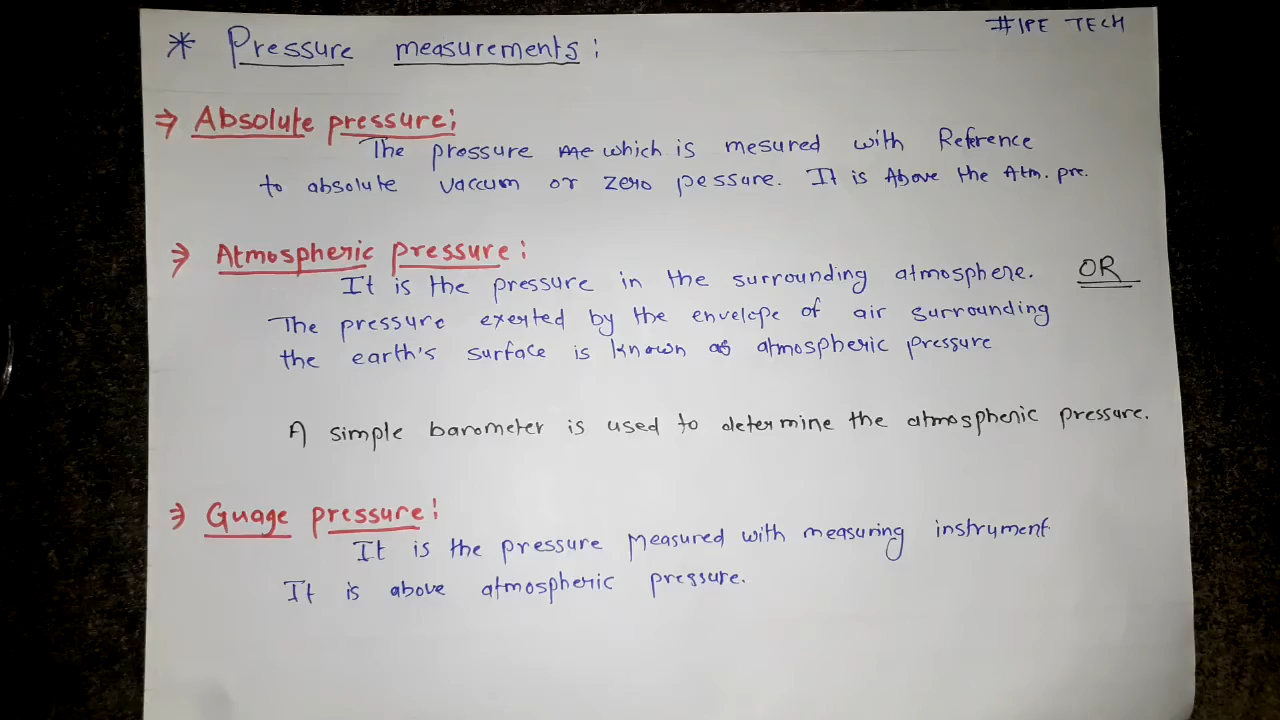 #IPE TECH
* Pressure measurements:
⇒ Absolute pressure:
The pressure which is mesured with Reference
to absolute vaccum or zero pessure. It is Above the Atm. pre.
⇒ Atmospheric pressure:
It is the pressure in the surrounding atmosphere. OR
The pressure exerted by the envelope of air surrounding
the earth's surface is known as atmospheric pressure
A simple barometer is used to determine the atmospheric pressure.
⇒ Guage pressure:
It is the pressure Measured with measuring instrument
It is above atmospheric pressure.